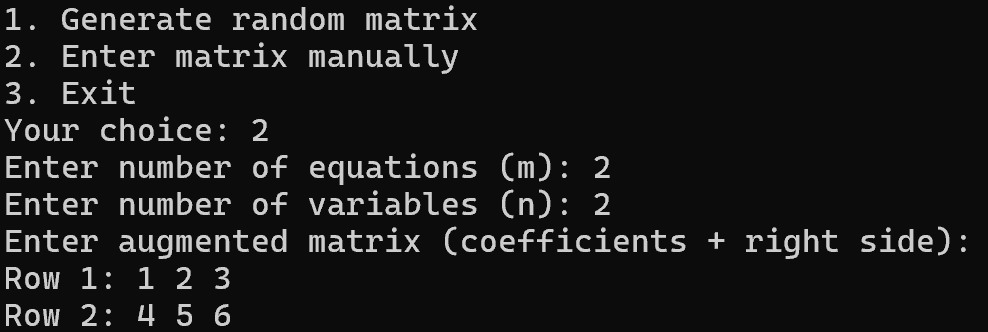 1. Generate random matrix
2. Enter matrix manually
3. Exit
Your choice: 2
Enter number of equations (m): 2
Enter number of variables (n): 2
Enter augmented matrix (coefficients + right side):
Row 1: 1 2 3
Row 2: 4 5 6